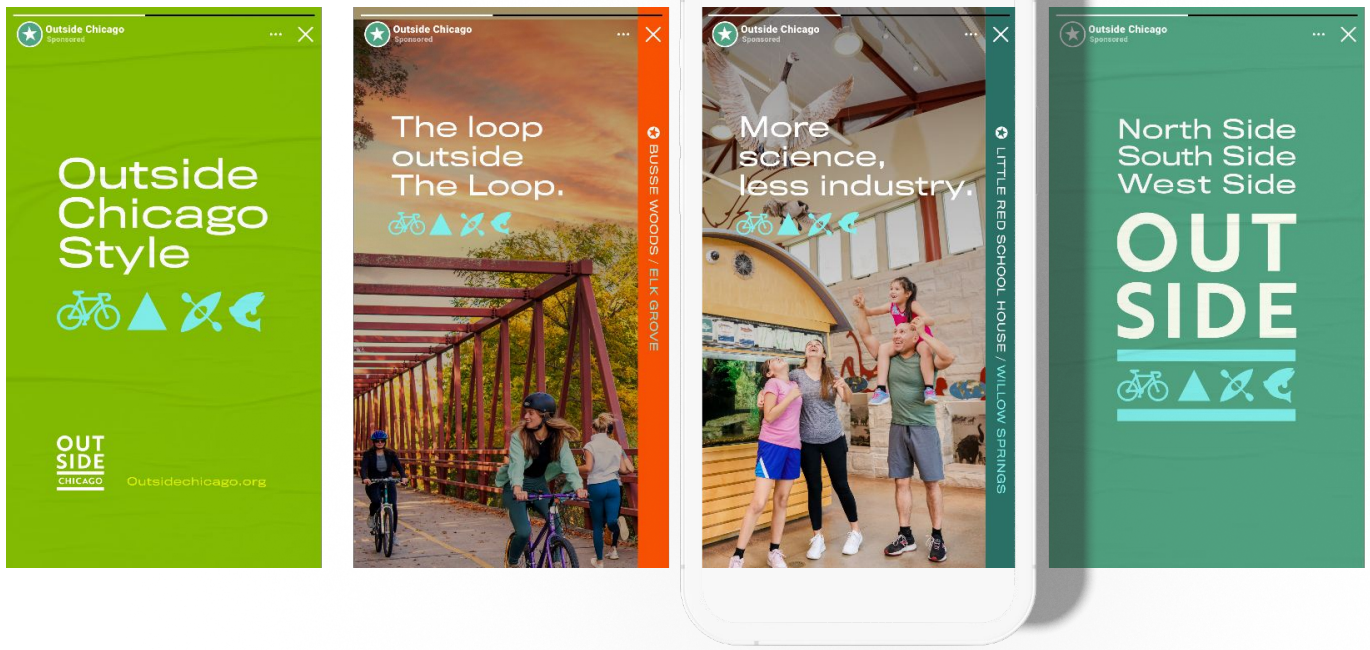 Outside Chicago
Sponsored
Outside
Chicago
Style
OUT
SIDE
CHICAGO
Outsidechicago.org
Outside Chicago
Sponsored
The loop
outside
The Loop.
BUSSE WOODS / ELK GROVE
Outside Chicago
Sponsored
More
science,
less industry.
LITTLE RED SCHOOL HOUSE / WILLOW SPRINGS
Outside Chicago
Sponsored
North Side
South Side
West Side
OUT
SIDE